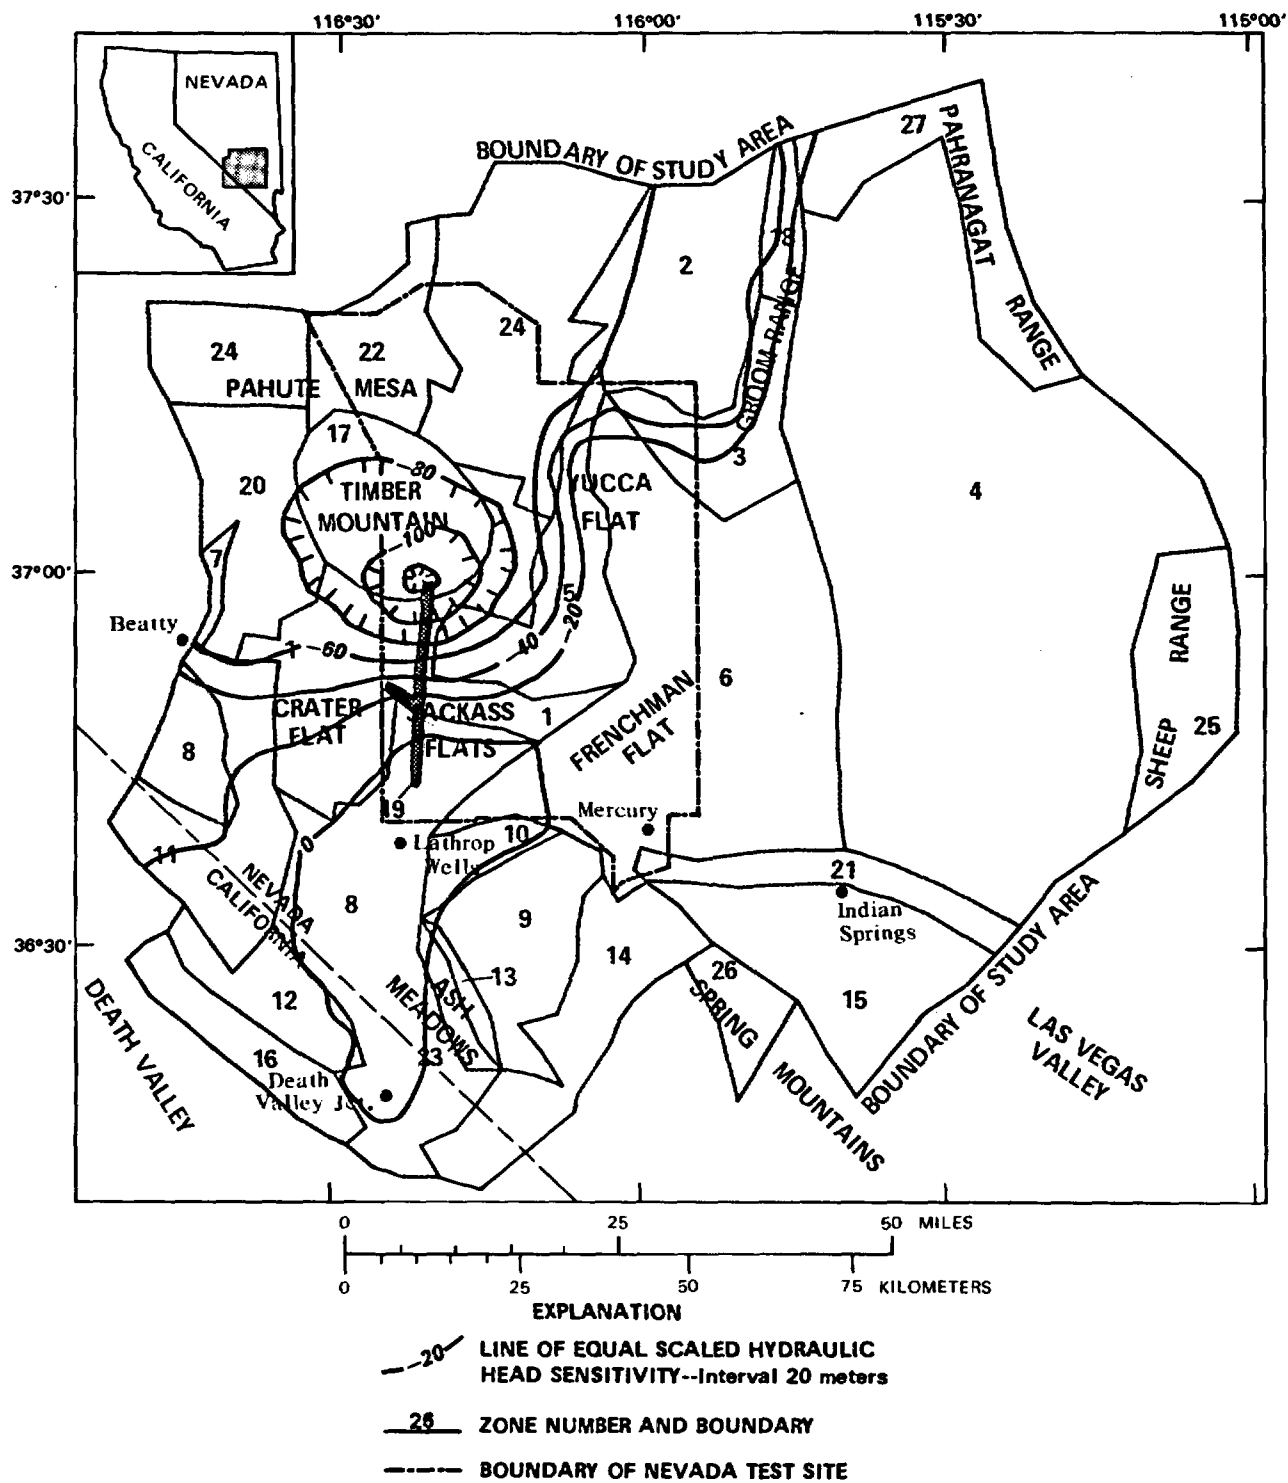 116°30' 116°00' 115°30' 115°00'
NEVADA
CALIFORNIA
37°30'
37°00'
36°30'
BOUNDARY OF STUDY AREA
27
PAHRANAGAT
RANGE
18
2
GROOM RANGE
24
24
22
PAHUTE MESA
17
-80
3
20
TIMBER
MOUNTAIN
YUCCA
FLAT
4
-100
7
5
Beatty
1
-60
-40
-20
RANGE
SHEEP
25
6
CRATER
FLAT
JACKASS
FLATS
1
FRENCHMAN
FLAT
8
19
Mercury
10
Lathrop
Wells
0
11
21
Indian
Springs
NEVADA
CALIFORNIA
8
9
14
13
26
SPRING
MOUNTAINS
15
BOUNDARY OF STUDY AREA
LAS VEGAS
VALLEY
ASH
MEADOWS
12
DEATH VALLEY
16
23
Death
Valley Jct.
0 25 50 MILES
0 25 50 75 KILOMETERS
EXPLANATION
-20 LINE OF EQUAL SCALED HYDRAULIC
HEAD SENSITIVITY--Interval 20 meters
26 ZONE NUMBER AND BOUNDARY
BOUNDARY OF NEVADA TEST SITE